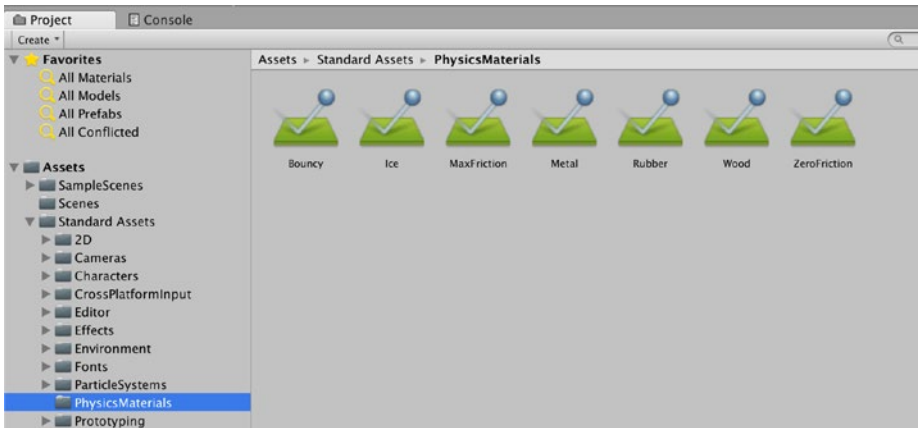 Project
Console
Create
Favorites
All Materials
All Models
All Prefabs
All Conflicted
Assets
SampleScenes
Scenes
Standard Assets
2D
Cameras
Characters
CrossPlatformInput
Editor
Effects
Environment
Fonts
ParticleSystems
PhysicsMaterials
Prototyping
Assets Standard Assets PhysicsMaterials
Bouncy Ice MaxFriction Metal Rubber Wood ZeroFriction